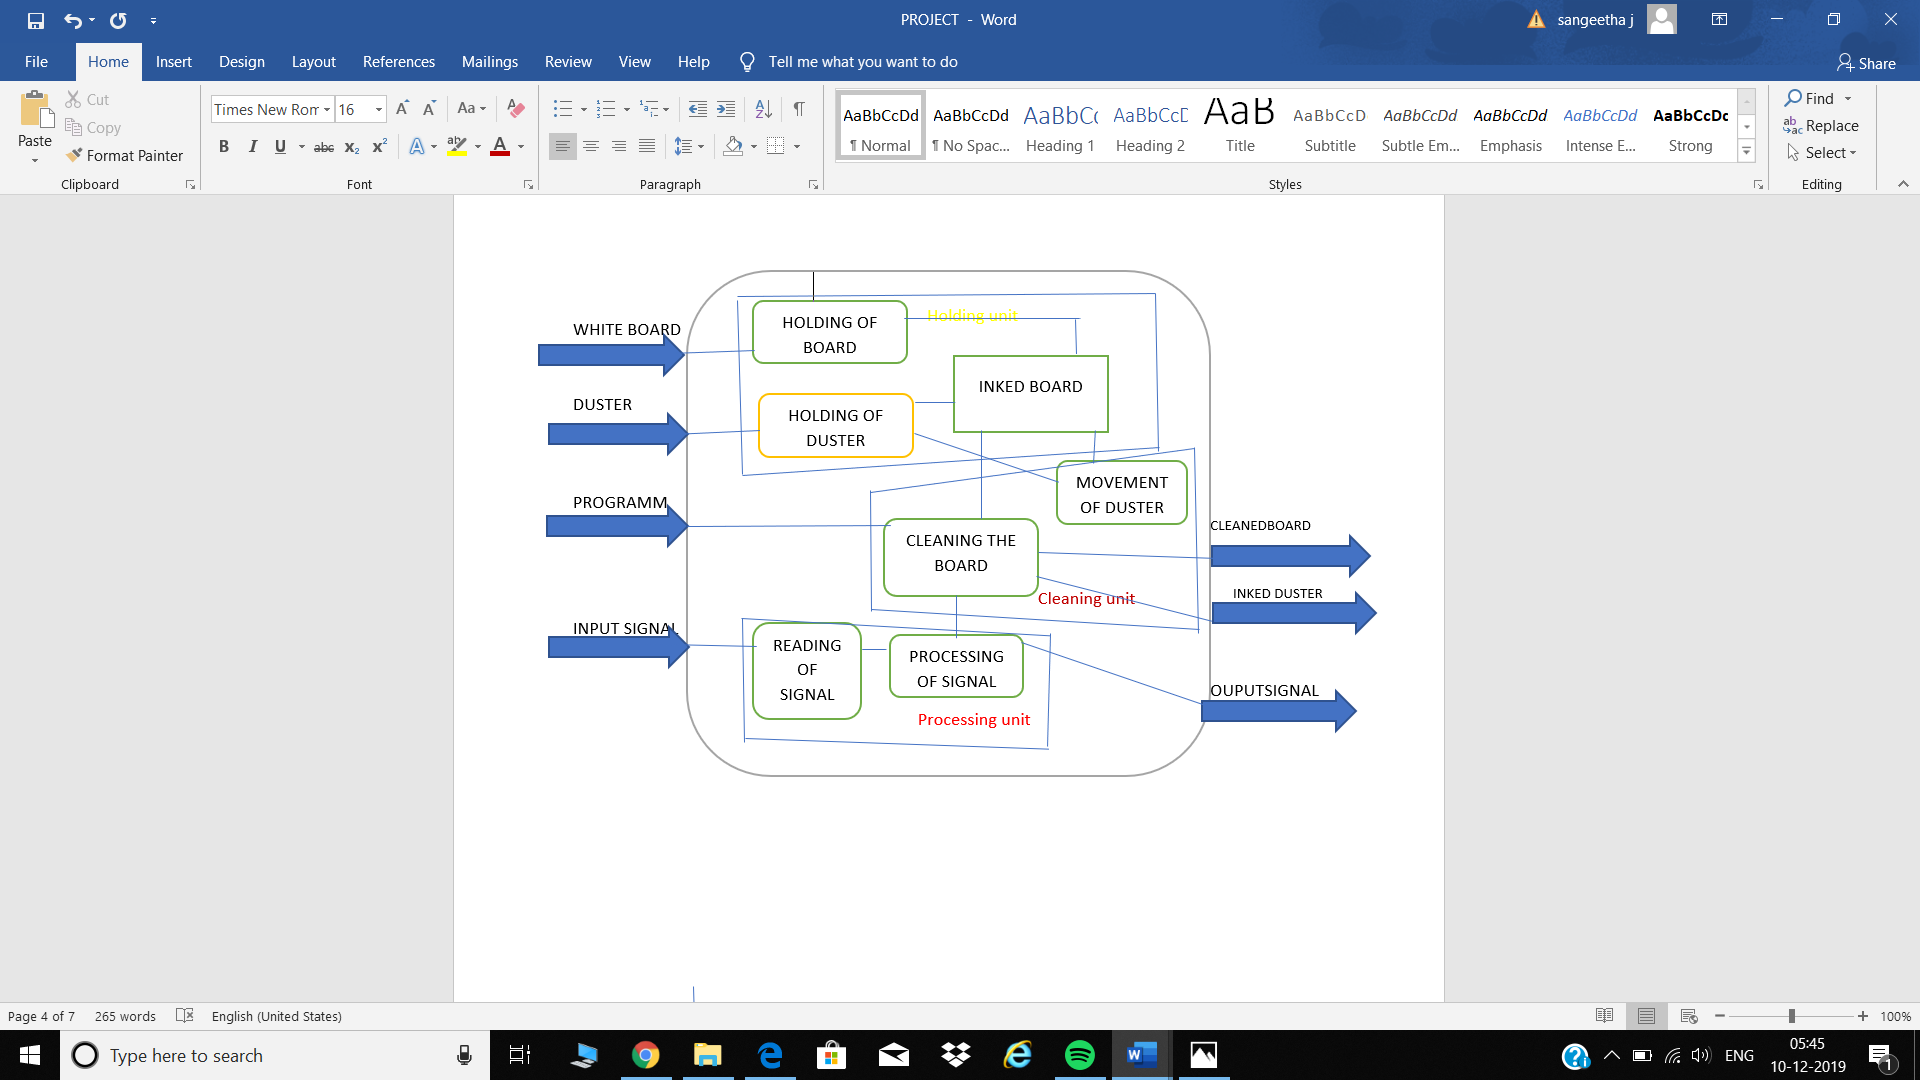 PROJECT - Word
sangeetha j
File Home Insert Design Layout References Mailings Review View Help Tell me what you want to do
Share
Paste
Cut
Copy
Format Painter
Clipboard
Times New Ror 16
Aa
B I U abc x₂ x² A ab A
Font
Paragraph
AaBbCcDd AaBbCcDd AaBbCc AaBbCcD AaB AaBbCcD AaBbCcDd AaBbCcDd AaBbCcDd AaBbCcDc
¶ Normal ¶ No Spac... Heading 1 Heading 2 Title Subtitle Subtle Em... Emphasis Intense E... Strong
Styles
Find
Replace
Select
Editing
WHITE BOARD
DUSTER
PROGRAMM
INPUT SIGNAL
HOLDING OF
BOARD
Holding unit
INKED BOARD
HOLDING OF
DUSTER
MOVEMENT
OF DUSTER
CLEANING THE
BOARD
Cleaning unit
READING
OF
SIGNAL
PROCESSING
OF SIGNAL
Processing unit
CLEANEDBOARD
INKED DUSTER
OUPUTSIGNAL
Page 4 of 7 265 words English (United States)
100%
Type here to search
ENG
05:45
10-12-2019
1